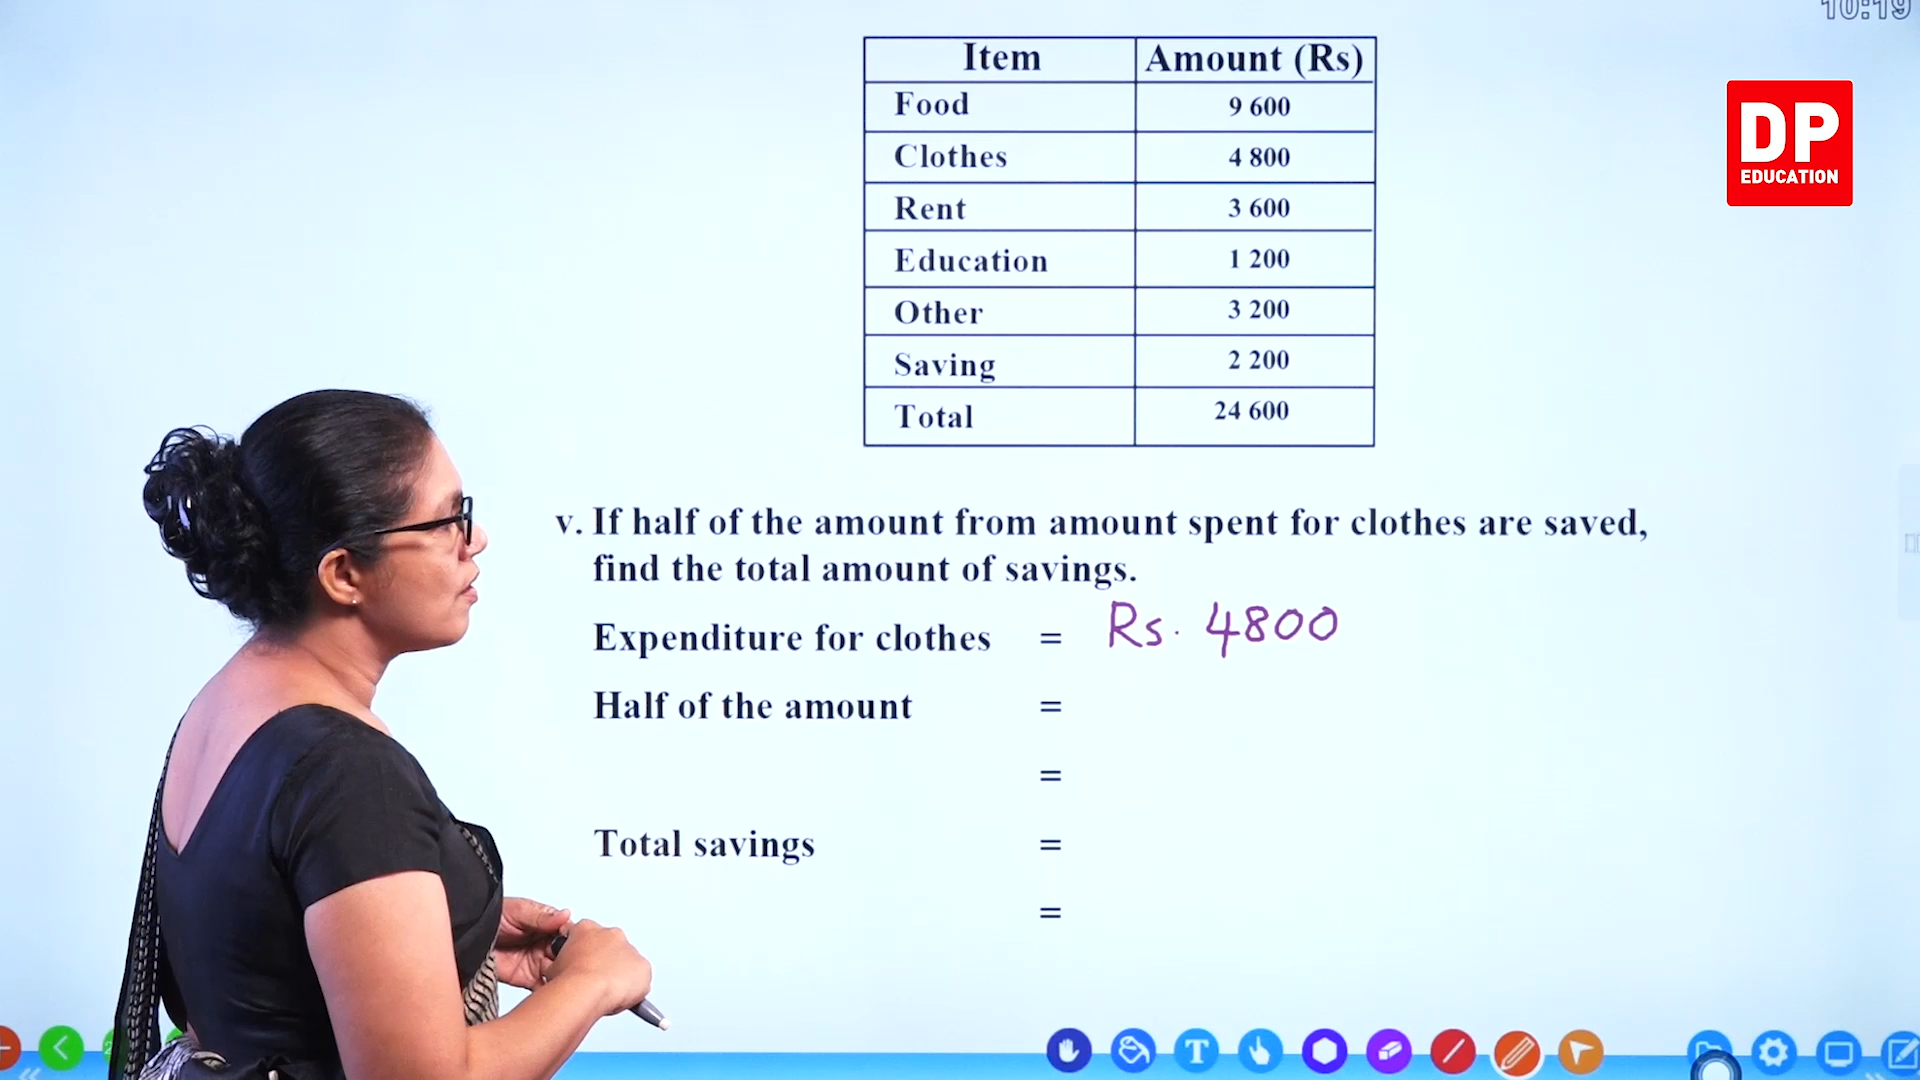 10:19
Item Amount (Rs)
Food 9 600
Clothes 4 800
Rent 3 600
Education 1 200
Other 3 200
Saving 2 200
Total 24 600
DP
EDUCATION
v. If half of the amount from amount spent for clothes are saved,
find the total amount of savings.
Expenditure for clothes = Rs. 4800
Half of the amount =
=
Total savings =
=
T